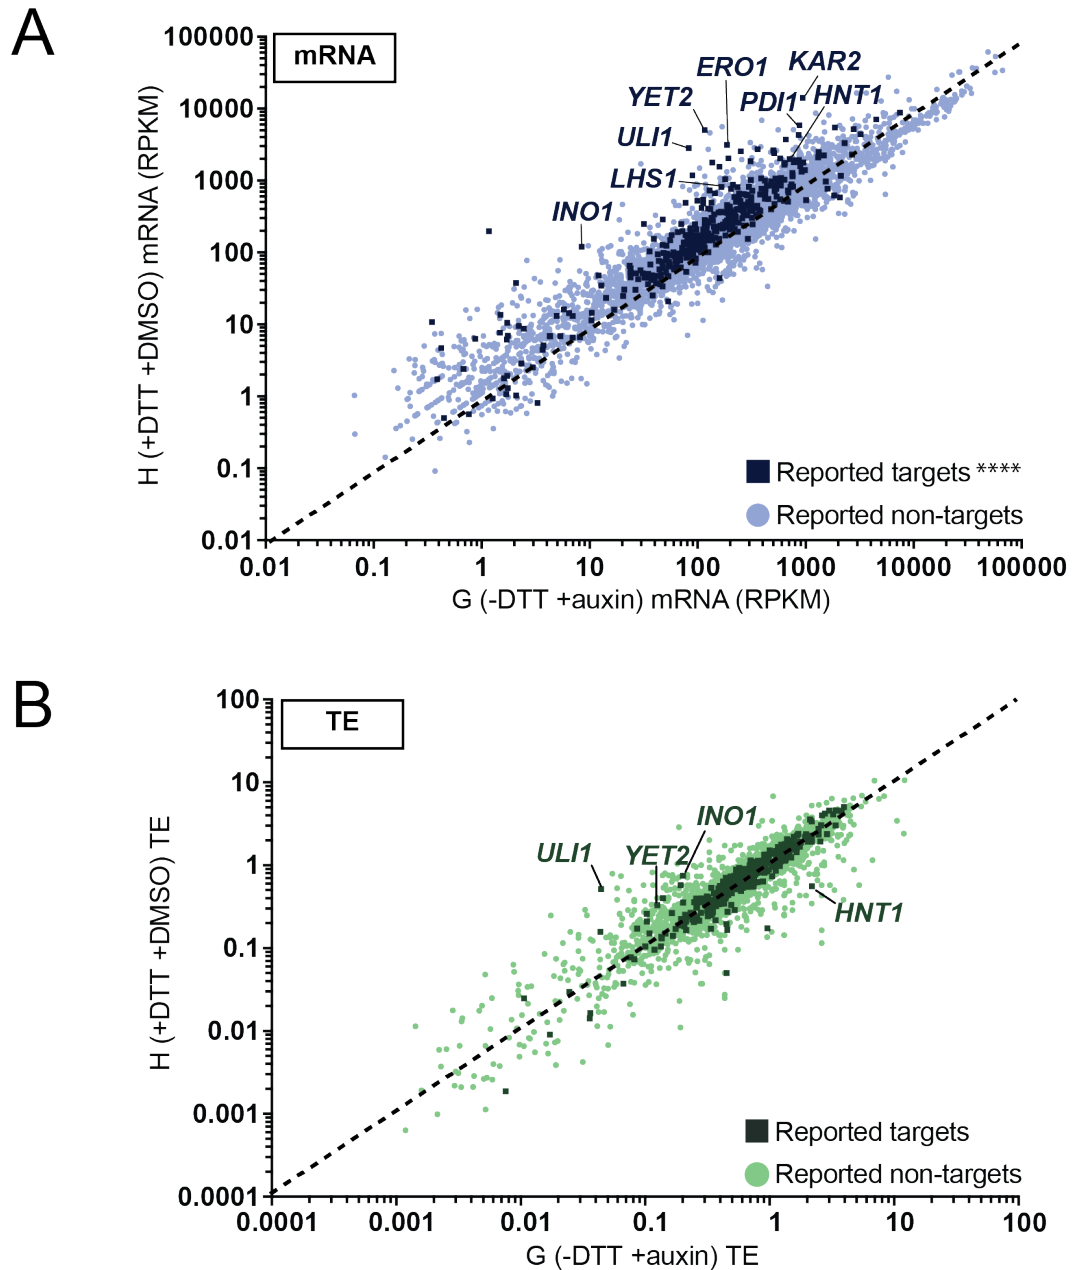 A
mRNA
100000
10000
1000
100
10
1
0.1
0.01
H (+DTT +DMSO) mRNA (RPKM)
ERO1
KAR2
YET2
PDI1
HNT1
ULI1
LHS1
INO1
Reported targets ****
Reported non-targets
0.01 0.1 1 10 100 1000 10000 100000
G (-DTT +auxin) mRNA (RPKM)
B
TE
100
10
1
0.1
0.01
0.001
0.0001
H (+DTT +DMSO) TE
INO1
ULI1
YET2
HNT1
Reported targets
Reported non-targets
0.0001 0.001 0.01 0.1 1 10 100
G (-DTT +auxin) TE